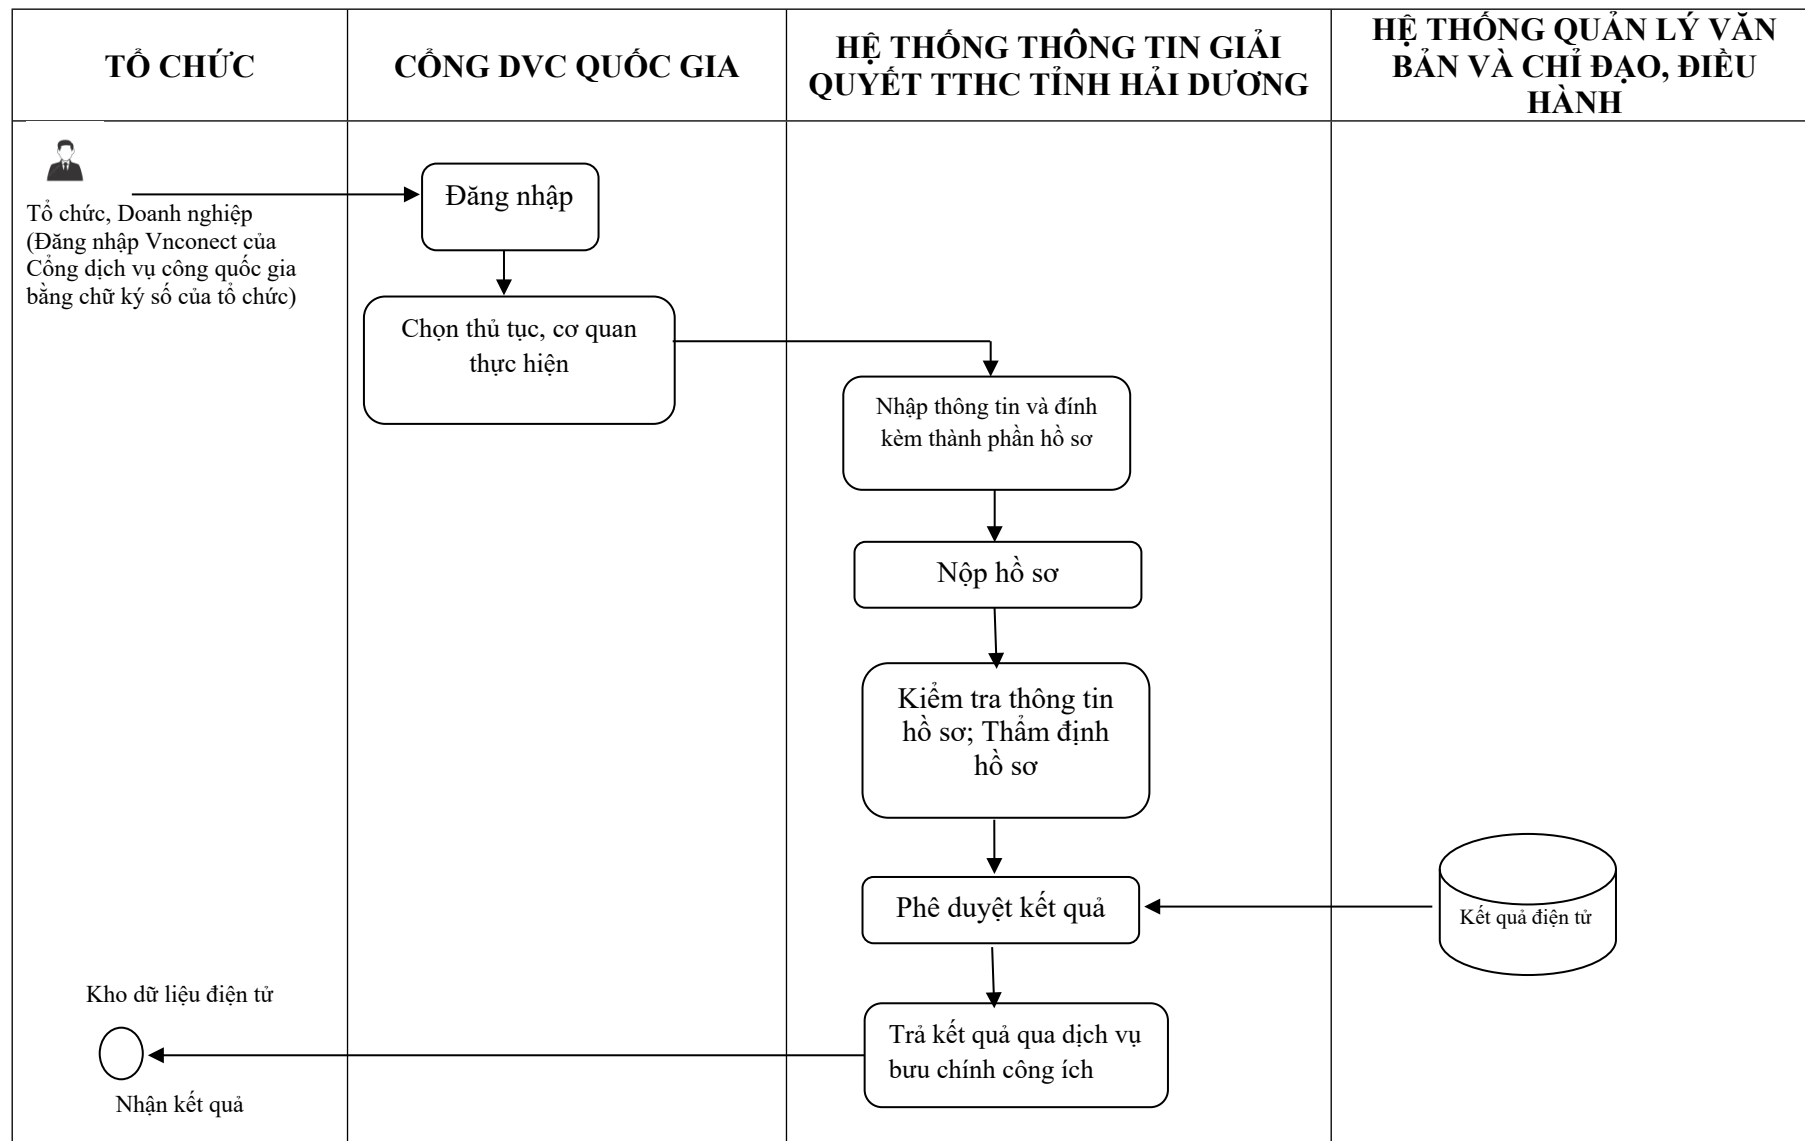 TỔ CHỨC
CỔNG DVC QUỐC GIA
HỆ THỐNG THÔNG TIN GIẢI
QUYẾT TTHC TỈNH HẢI DƯƠNG
HỆ THỐNG QUẢN LÝ VĂN
BẢN VÀ CHỈ ĐẠO, ĐIỀU
HÀNH
Tổ chức, Doanh nghiệp
(Đăng nhập Vnconect của
Cổng dịch vụ công quốc gia
bằng chữ ký số của tổ chức)
Đăng nhập
Chọn thủ tục, cơ quan
thực hiện
Nhập thông tin và đính
kèm thành phần hồ sơ
Nộp hồ sơ
Kiểm tra thông tin
hồ sơ; Thẩm định
hồ sơ
Phê duyệt kết quả
Kết quả điện tử
Trả kết quả qua dịch vụ
bưu chính công ích
Kho dữ liệu điện tử
Nhận kết quả